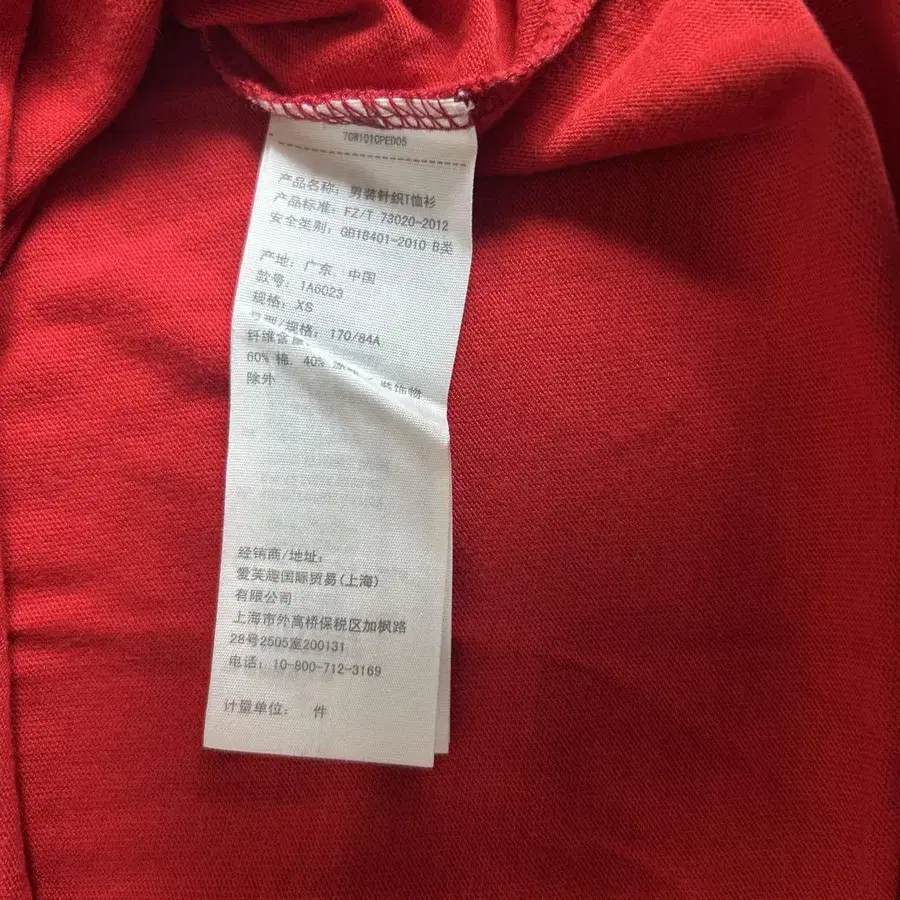 7GW101CPED05
产品名称: 男装针织T恤衫
产品标准: FZ/T 73020-2012
安全类别: GB18401-2010 B类
产地: 广东、中国
款号: 1A6023
规格: XS
号型/规格: 170/84A
纤维含量
60% 棉, 40% 装饰物
除外
经销商/地址:
爱芙趣国际贸易(上海)
有限公司
上海市外高桥保税区加枫路
28号2505室200131
电话: 10-800-712-3169
计量单位: 件